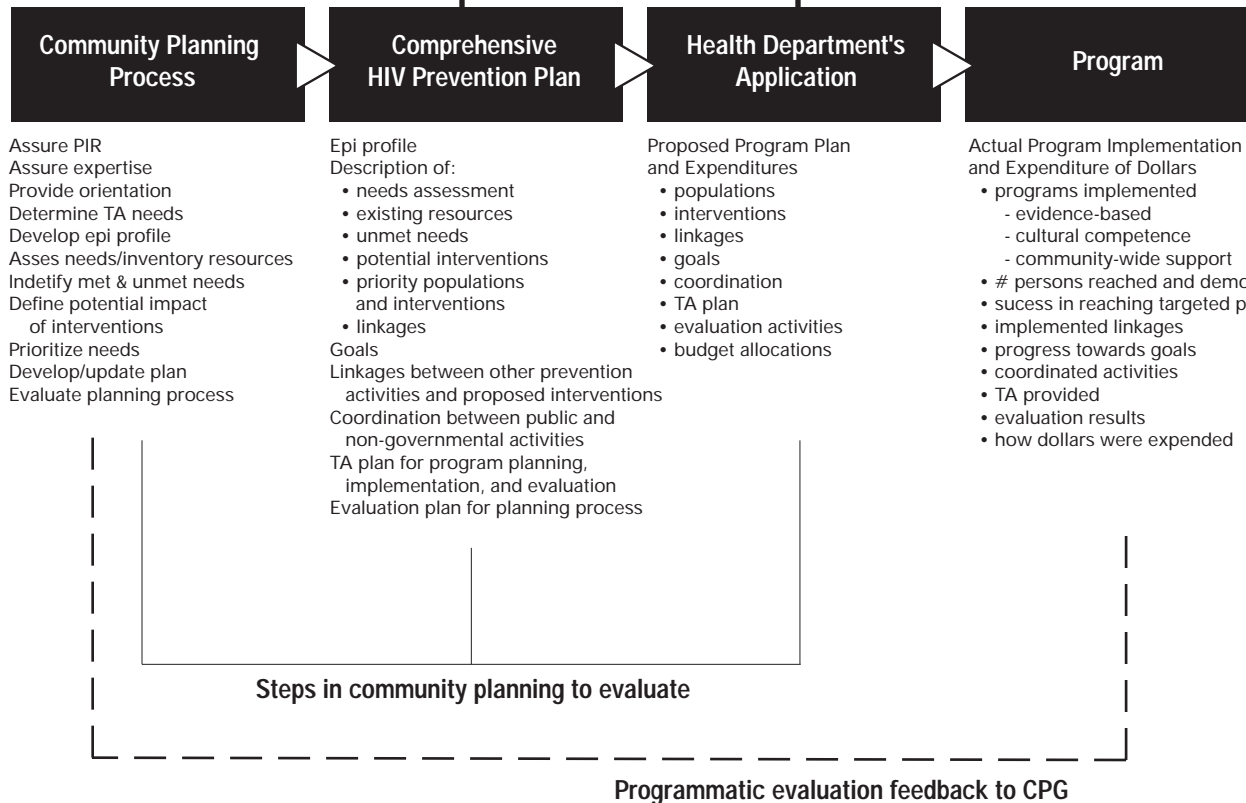 Community Planning
Process
Comprehensive
HIV Prevention Plan
Health Department's
Application
Program
Assure PIR
Assure expertise
Provide orientation
Determine TA needs
Develop epi profile
Asses needs/inventory resources
Indetify met & unmet needs
Define potential impact
of interventions
Prioritize needs
Develop/update plan
Evaluate planning process
Epi profile
Description of:
• needs assessment
• existing resources
• unmet needs
• potential interventions
• priority populations
and interventions
• linkages
Goals
Linkages between other prevention
activities and proposed interventions
Coordination between public and
non-governmental activities
TA plan for program planning,
implementation, and evaluation
Evaluation plan for planning process
Proposed Program Plan
and Expenditures
• populations
• interventions
• linkages
• goals
• coordination
• TA plan
• evaluation activities
• budget allocations
Actual Program Implementation
and Expenditure of Dollars
• programs implemented
- evidence-based
- cultural competence
- community-wide support
• # persons reached and
• sucess in reaching targeted
• implemented linkages
• progress towards goals
• coordinated activities
• TA provided
• evaluation results
• how dollars were expended
Steps in community planning to evaluate
Programmatic evaluation feedback to CPG